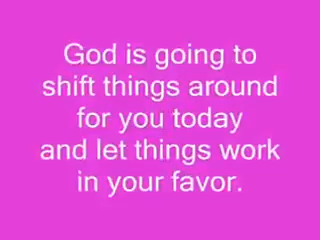 God is going to
shift things around
for you today
and let things work
in your favor.